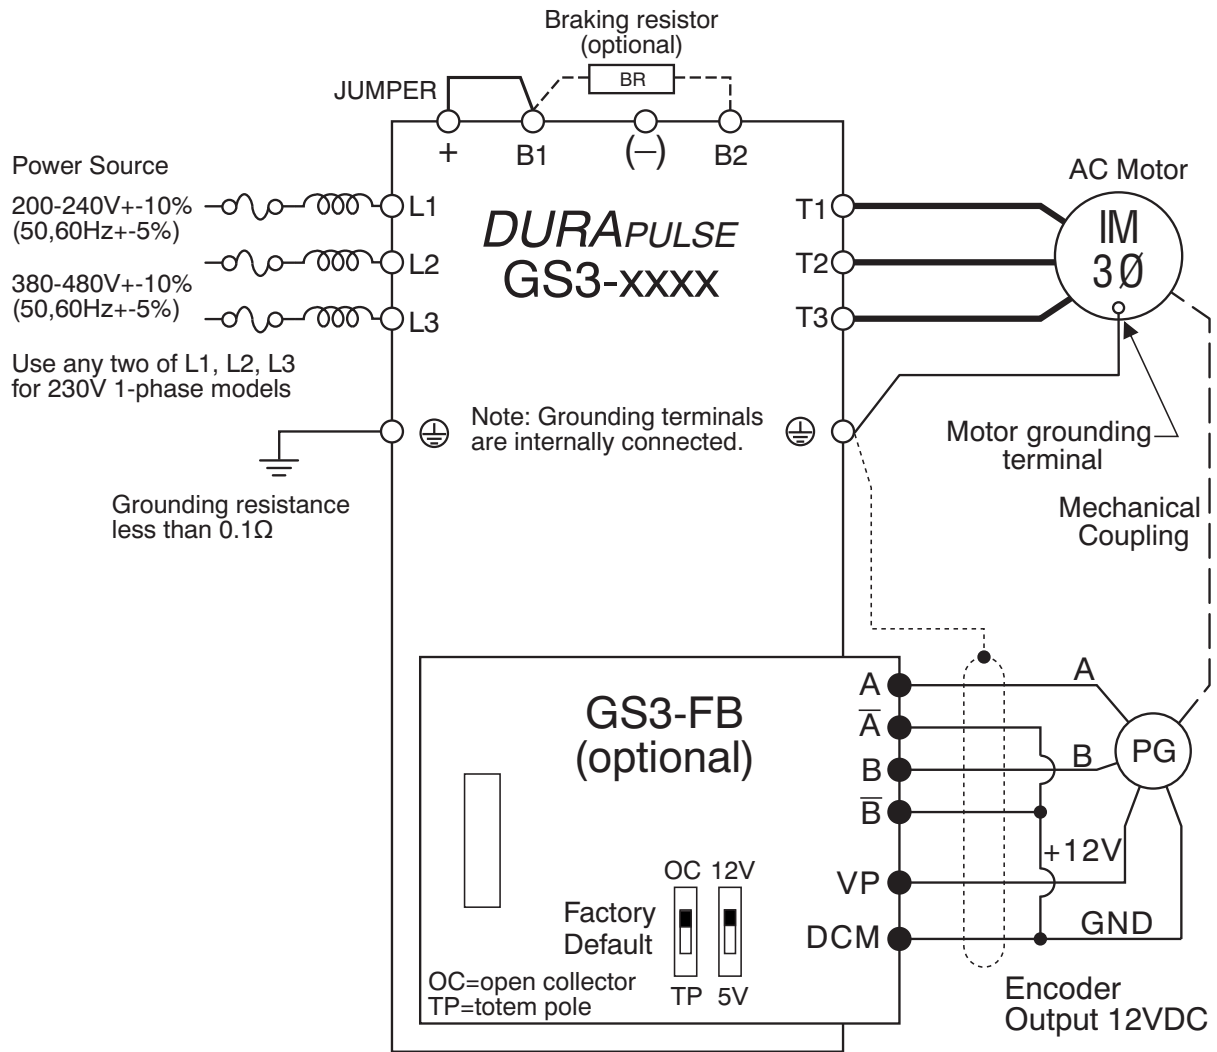 Braking resistor
(optional)
BR
JUMPER
+
B1
(–)
B2
Power Source
200-240V+-10%
(50,60Hz+-5%)
380-480V+-10%
(50,60Hz+-5%)
Use any two of L1, L2, L3
for 230V 1-phase models
L1
L2
L3
DURAPULSE
GS3-xxxx
T1
T2
T3
AC Motor
IM
3Ø
Note: Grounding terminals
are internally connected.
Motor grounding
terminal
Grounding resistance
less than 0.1Ω
Mechanical
Coupling
GS3-FB
(optional)
A
A̅
B
B̅
VP
DCM
A
B
+12V
GND
PG
OC 12V
Factory
Default
TP 5V
OC=open collector
TP=totem pole
Encoder
Output 12VDC